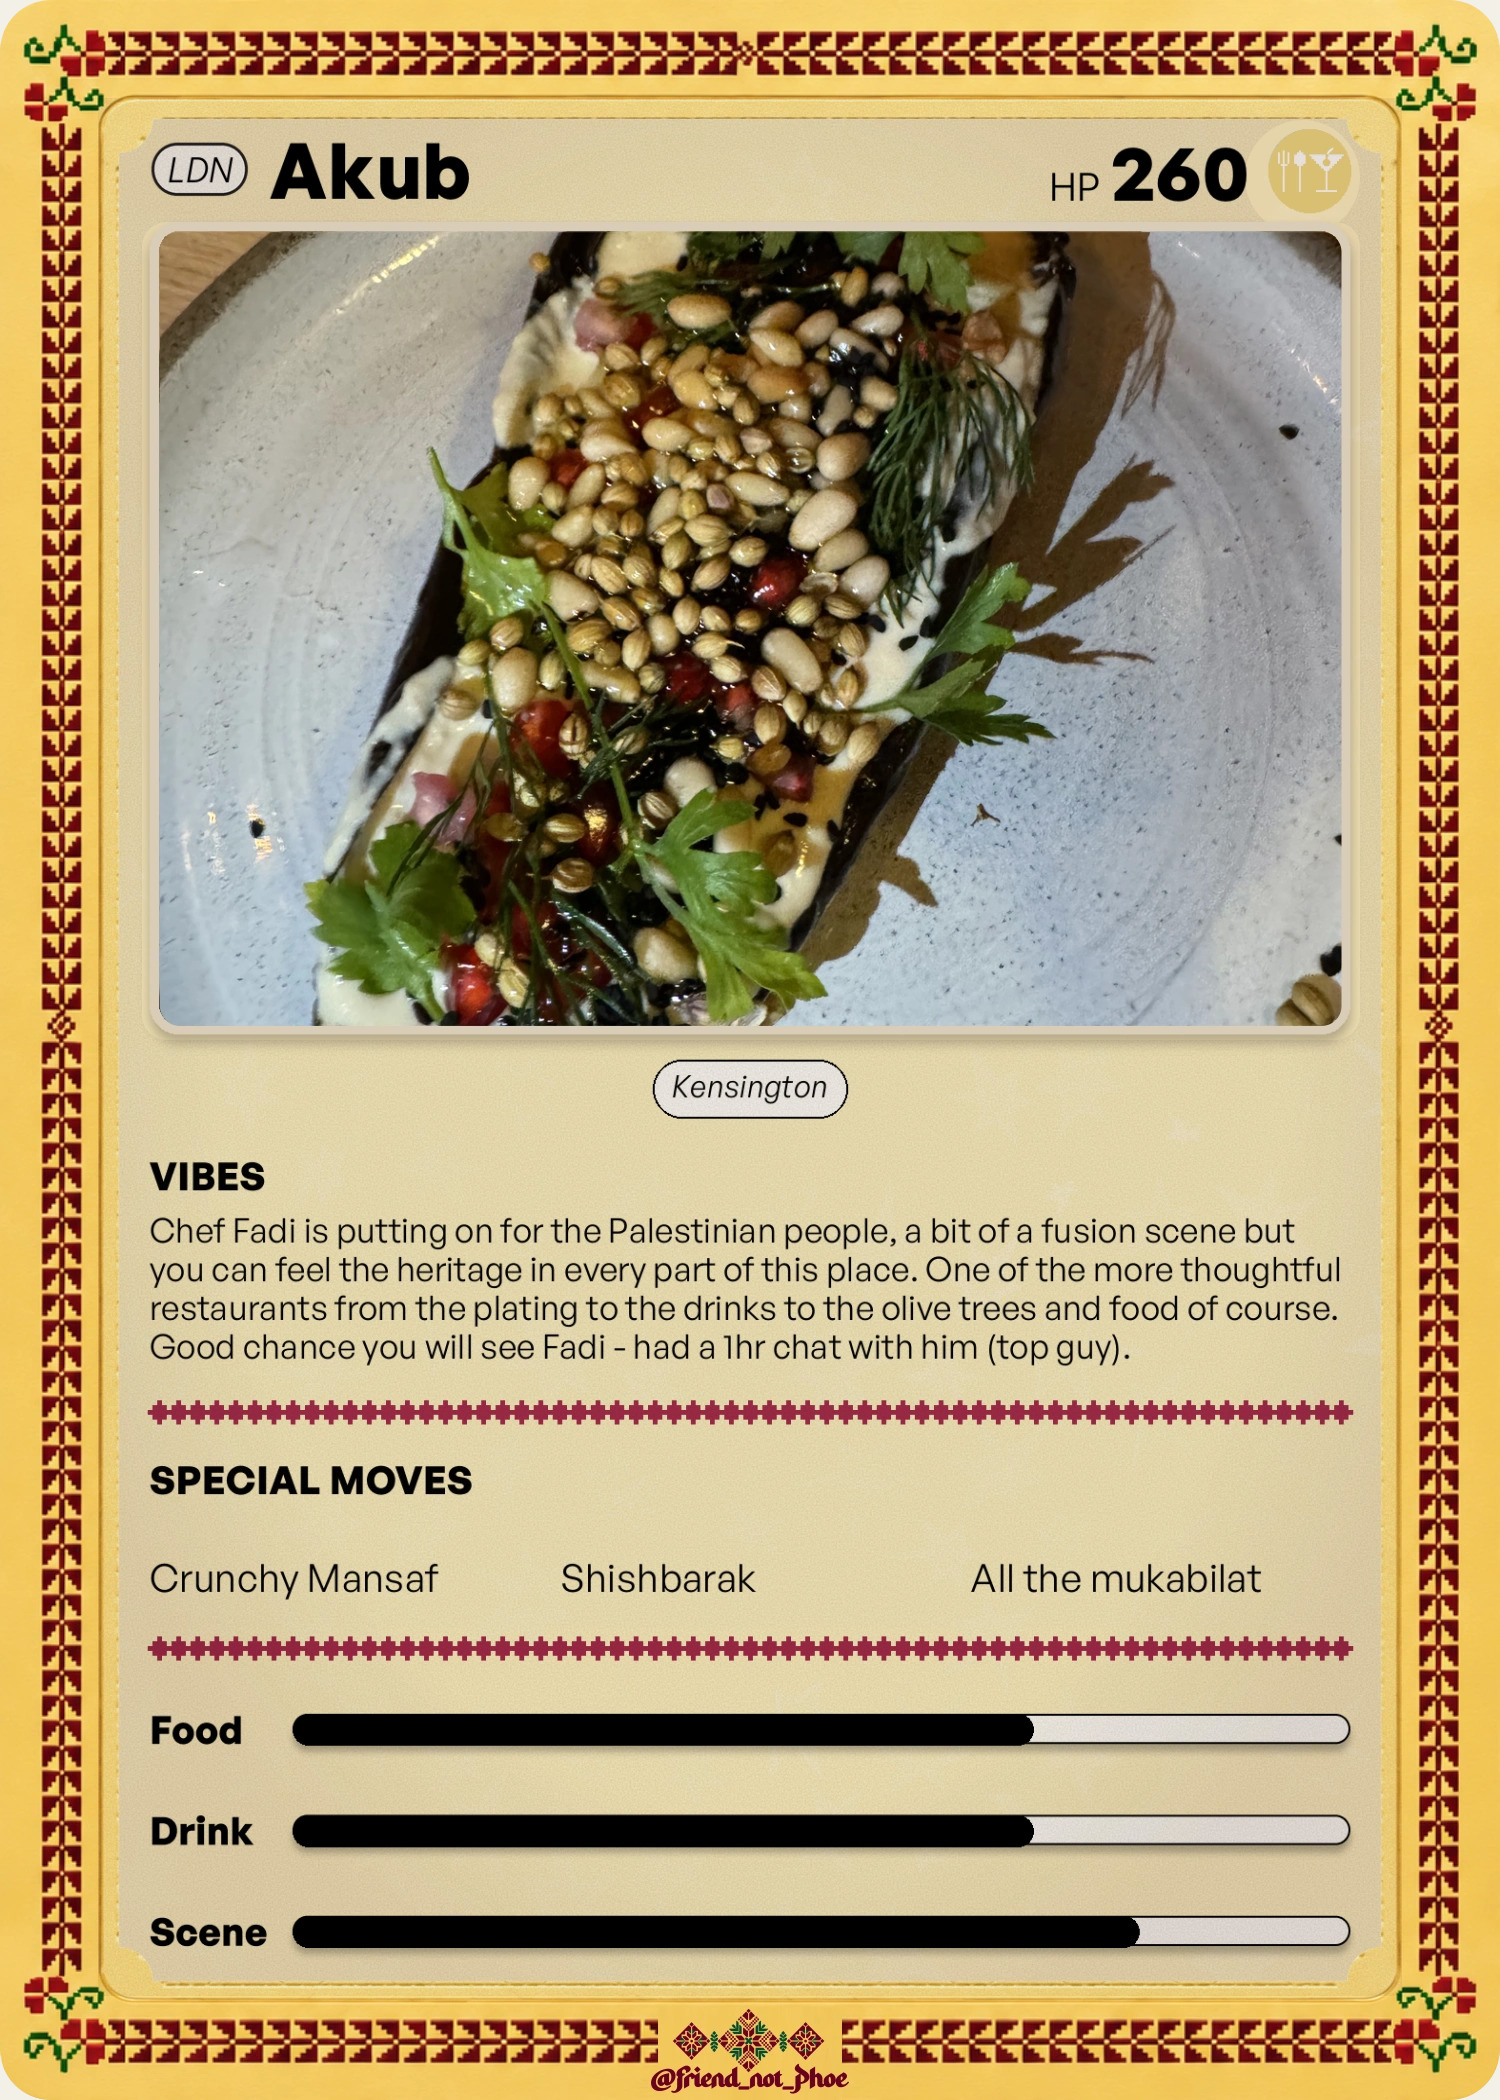 LDN Akub HP 260
Kensington
VIBES
Chef Fadi is putting on for the Palestinian people, a bit of a fusion scene but
you can feel the heritage in every part of this place. One of the more thoughtful
restaurants from the plating to the drinks to the olive trees and food of course.
Good chance you will see Fadi - had a 1hr chat with him (top guy).
SPECIAL MOVES
Crunchy Mansaf Shishbarak All the mukabilat
Food
Drink
Scene
@friend_not_Phoe